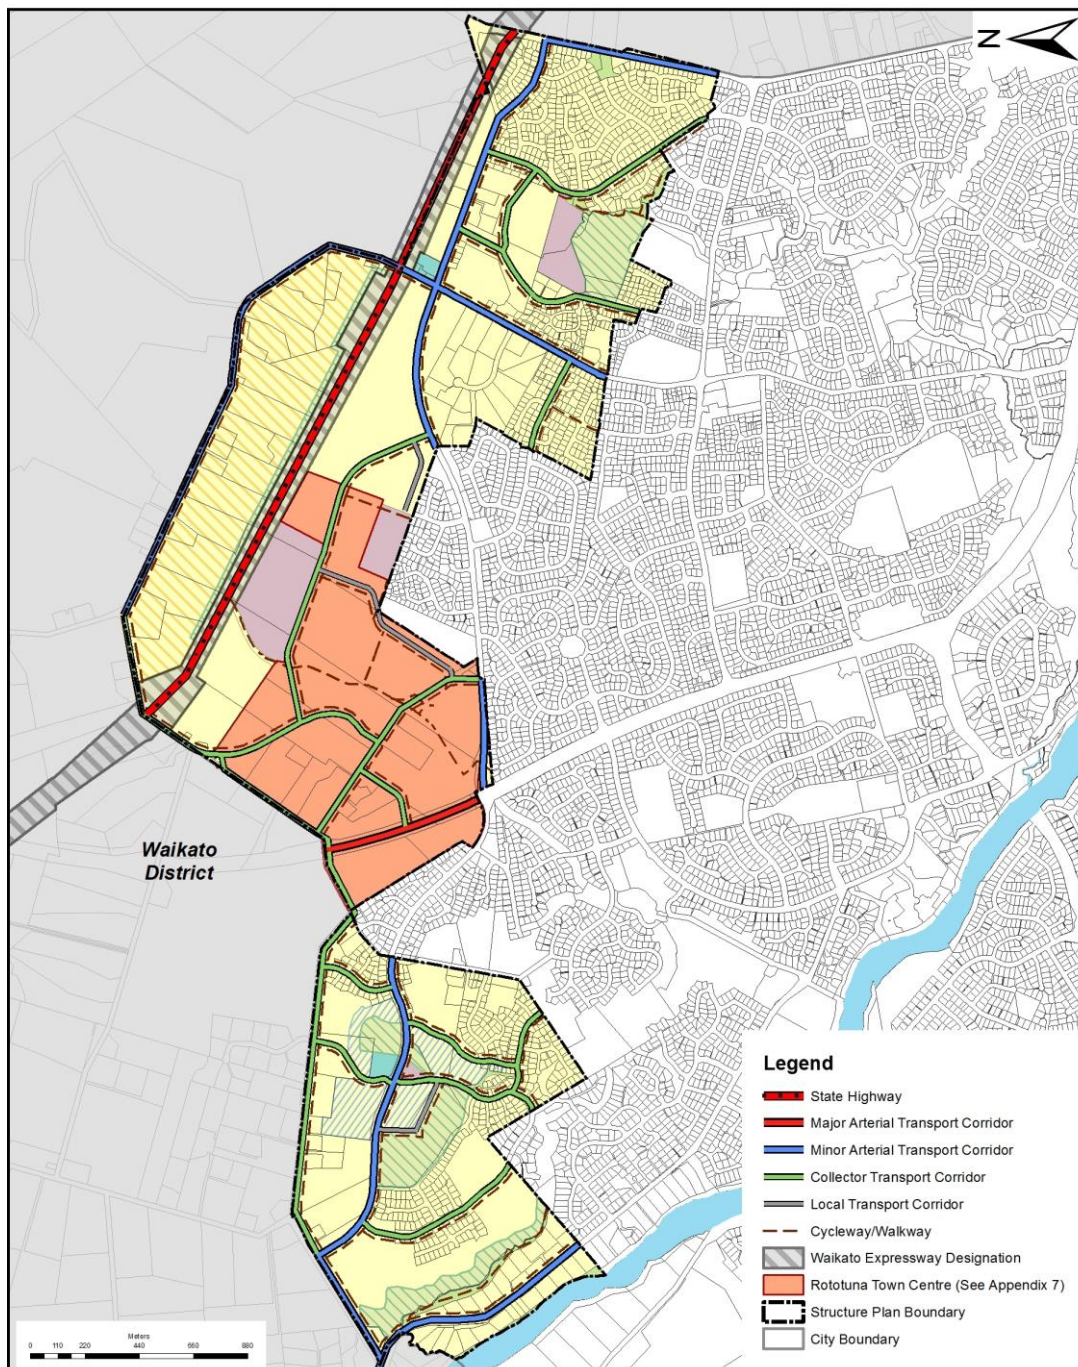 N
Waikato
District
Legend
State Highway
Major Arterial Transport Corridor
Minor Arterial Transport Corridor
Collector Transport Corridor
Local Transport Corridor
Cycleway/Walkway
Waikato Expressway Designation
Rototuna Town Centre (See Appendix 7)
Structure Plan Boundary
City Boundary
Meters
0 110 220 440 660 880